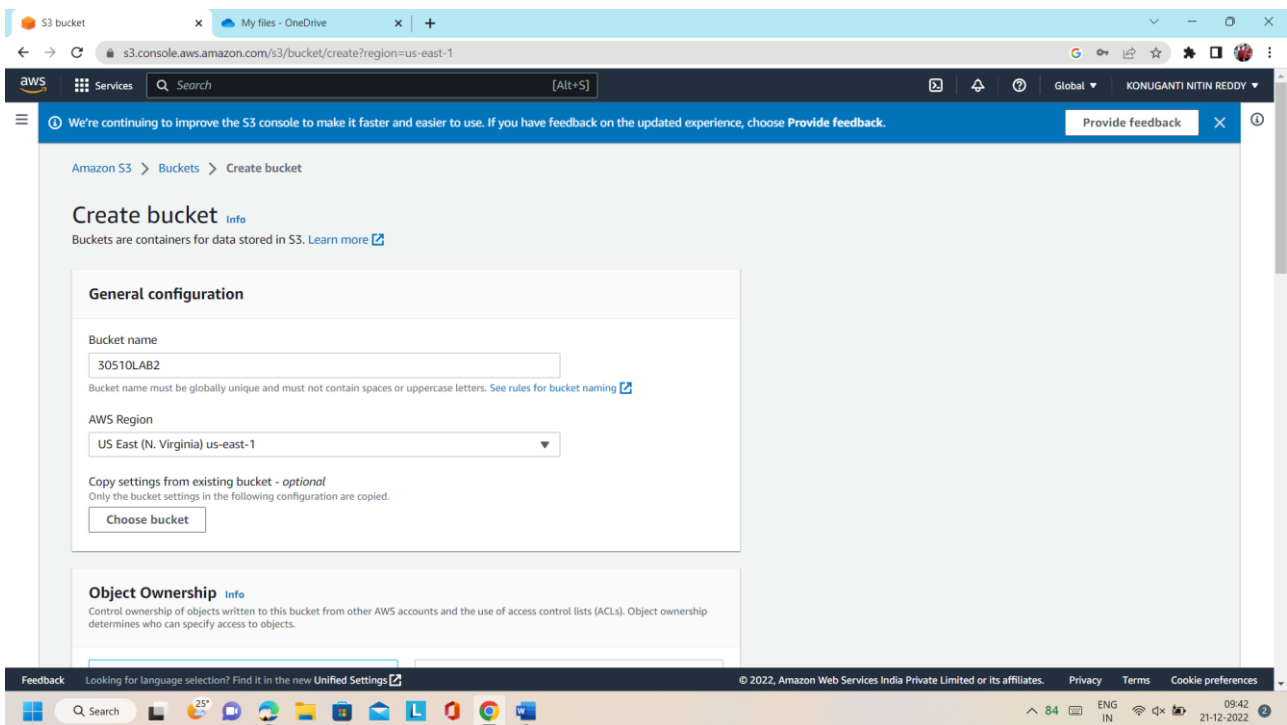 S3 bucket My files - OneDrive
s3.console.aws.amazon.com/s3/bucket/create?region=us-east-1
aws Services Search [Alt+S] Global KONUGANTI NITIN REDDY
We're continuing to improve the S3 console to make it faster and easier to use. If you have feedback on the updated experience, choose Provide feedback. Provide feedback
Amazon S3 > Buckets > Create bucket
Create bucket Info
Buckets are containers for data stored in S3. Learn more
General configuration
Bucket name
30510LAB2
Bucket name must be globally unique and must not contain spaces or uppercase letters. See rules for bucket naming
AWS Region
US East (N. Virginia) us-east-1
Copy settings from existing bucket - optional
Only the bucket settings in the following configuration are copied.
Choose bucket
Object Ownership Info
Control ownership of objects written to this bucket from other AWS accounts and the use of access control lists (ACLs). Object ownership
determines who can specify access to objects.
Feedback Looking for language selection? Find it in the new Unified Settings © 2022, Amazon Web Services India Private Limited or its affiliates. Privacy Terms Cookie preferences
Search 25° L 84 ENG IN 09:42 21-12-2022 2